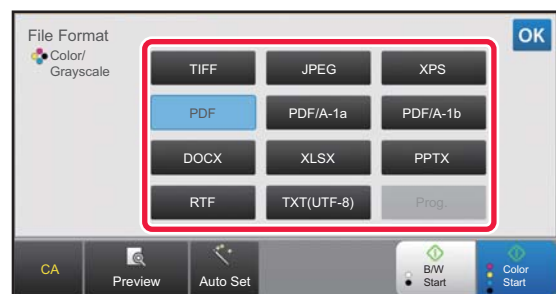 File Format
OK
Color/
Grayscale
TIFF
JPEG
XPS
PDF
PDF/A-1a
PDF/A-1b
DOCX
XLSX
PPTX
RTF
TXT(UTF-8)
Prog.
CA
Preview
Auto Set
B/W
Start
Color
Start